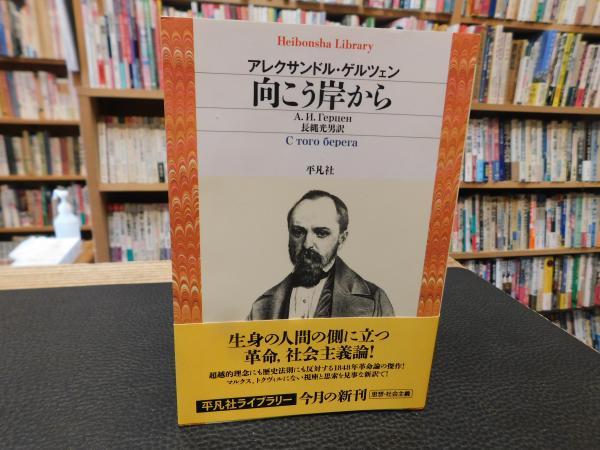 Heibonsha Library
アレクサンドル・ゲルツェン
向こう岸から
А. И. Герцен
長縄光男訳
С того берега
平凡社
生身の人間の側に立つ
革命、社会主義論!
超越的理念にも歴史法則にも反対する1848年革命論の傑作!
マルクス、トクヴィルにない視座と思索を見事な新訳で!
平凡社ライブラリー 今月の新刊 思想・社会主義